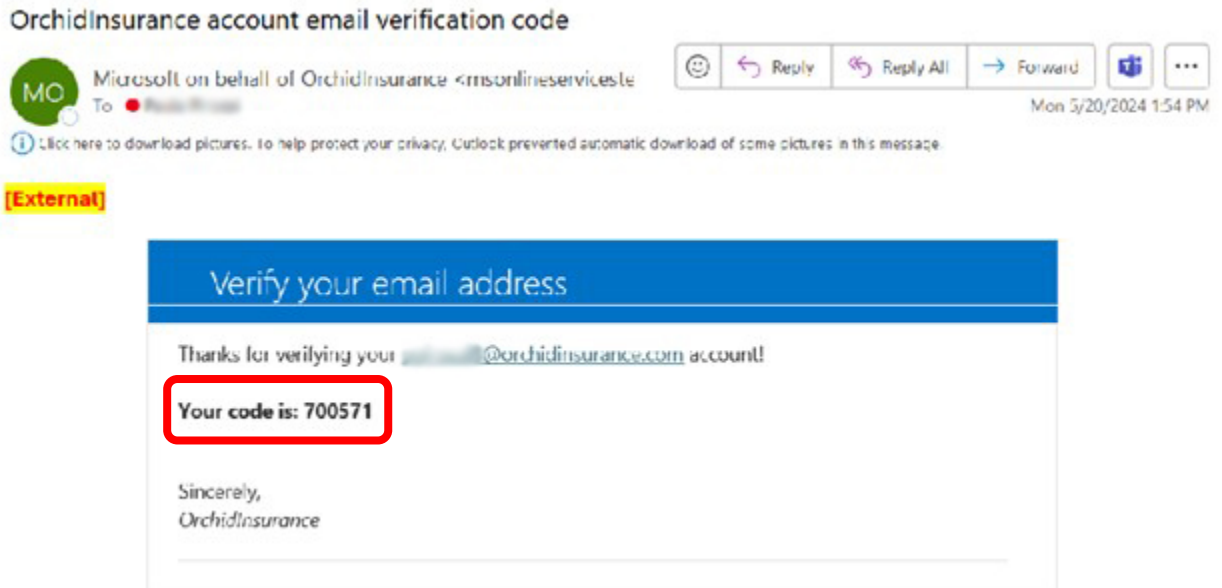 OrchidInsurance account email verification code
MO
Microsoft on behalf of OrchidInsurance <msonlineserviceste
Reply
Reply All
Forward
To
Mon 5/20/2024 1:54 PM
Click here to download pictures. To help protect your privacy, Outlook prevented automatic download of some pictures in this message.
[External]
Verify your email address
Thanks for verifying your @orchidinsurance.com account!
Your code is: 700571
Sincerely,
OrchidInsurance